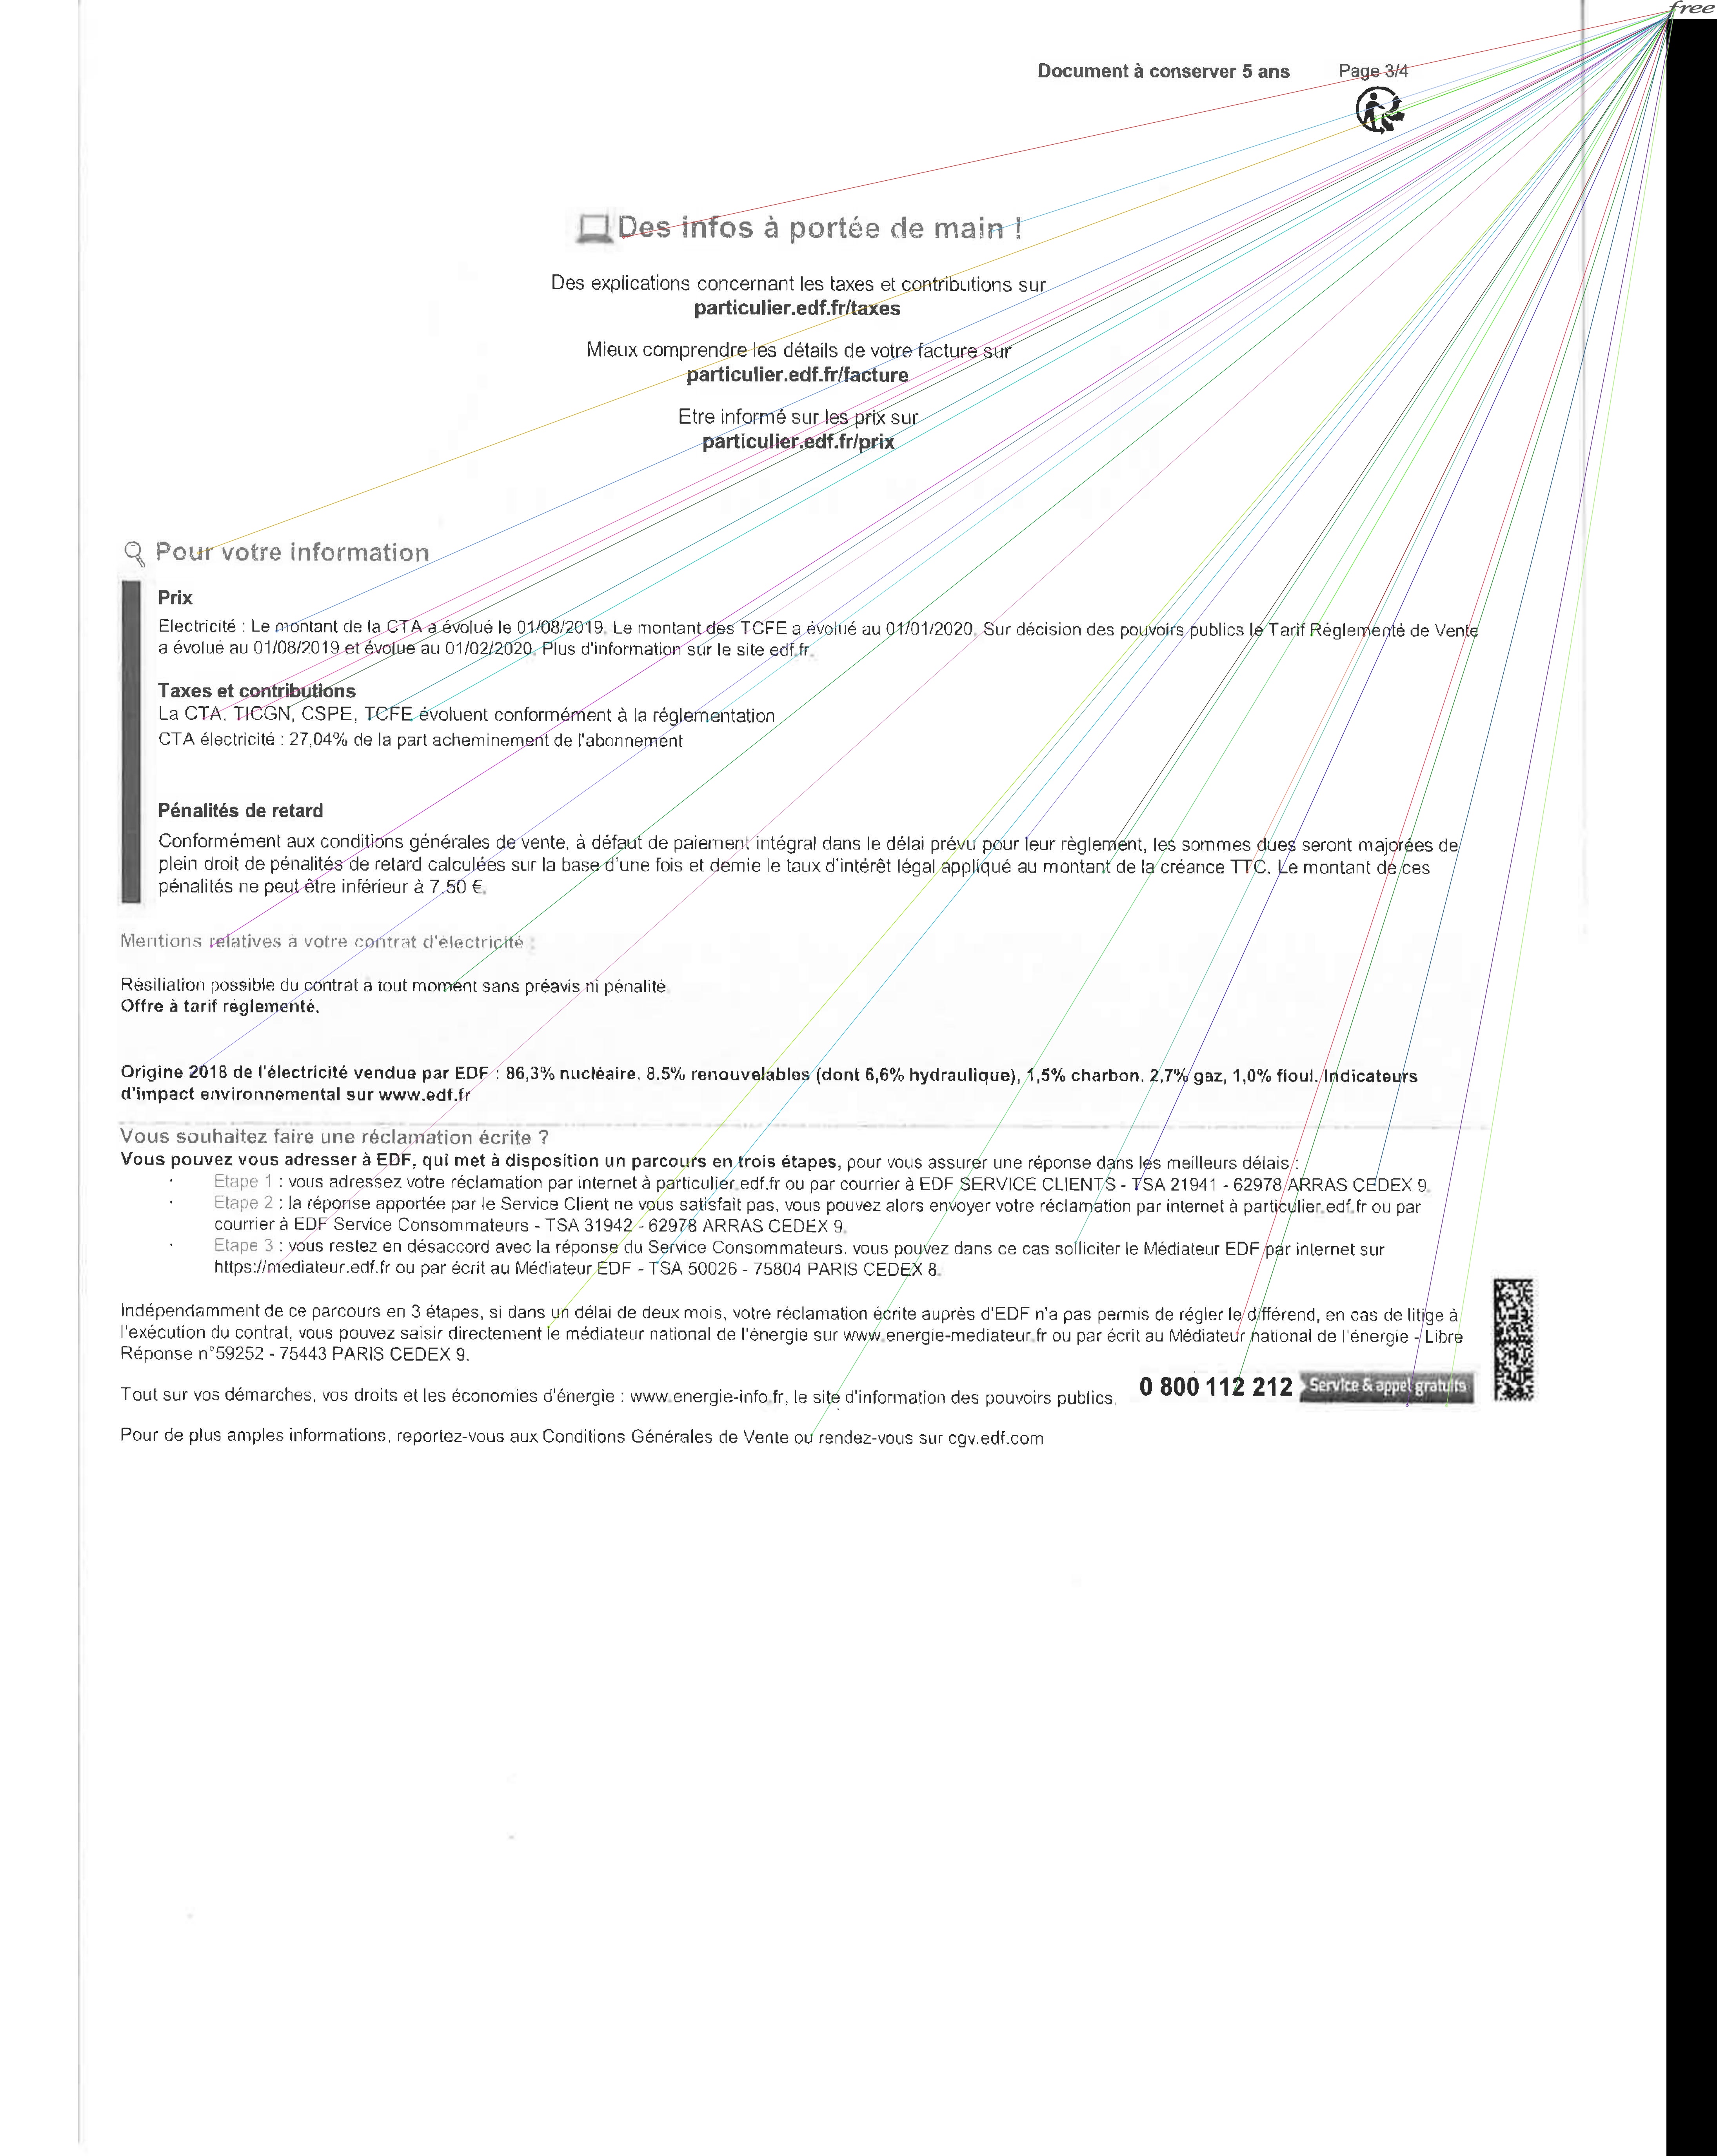 free
Document à conserver 5 ans Page 3/4
Des infos à portée de main !
Des explications concernant les taxes et contributions sur
particulier.edf.fr/taxes
Mieux comprendre les détails de votre facture sur
particulier.edf.fr/facture
Etre informé sur les prix sur
particulier.edf.fr/prix
Pour votre information
Prix
Electricité : Le montant de la CTA a évolué le 01/08/2019. Le montant des TCFE a évolué au 01/01/2020. Sur décision des pouvoirs publics le Tarif Réglementé de Vente
a évolué au 01/08/2019 et évolue au 01/02/2020. Plus d'information sur le site edf.fr.
Taxes et contributions
La CTA, TICGN, CSPE, TCFE évoluent conformément à la réglementation
CTA électricité : 27,04% de la part acheminement de l'abonnement
Pénalités de retard
Conformément aux conditions générales de vente, à défaut de paiement intégral dans le délai prévu pour leur règlement, les sommes dues seront majorées de
plein droit de pénalités de retard calculées sur la base d'une fois et demie le taux d'intérêt légal appliqué au montant de la créance TTC. Le montant de ces
pénalités ne peut être inférieur à 7.50 €.
Mentions relatives à votre contrat d'électricité :
Résiliation possible du contrat à tout moment sans préavis ni pénalité.
Offre à tarif réglementé.
Origine 2018 de l'électricité vendue par EDF : 86,3% nucléaire, 8.5% renouvelables (dont 6,6% hydraulique), 1,5% charbon, 2,7% gaz, 1,0% fioul. Indicateurs
d'impact environnemental sur www.edf.fr
Vous souhaitez faire une réclamation écrite ?
Vous pouvez vous adresser à EDF, qui met à disposition un parcours en trois étapes, pour vous assurer une réponse dans les meilleurs délais :
· Etape 1 : vous adressez votre réclamation par internet à particulier.edf.fr ou par courrier à EDF SERVICE CLIENTS - TSA 21941 - 62978 ARRAS CEDEX 9.
· Etape 2 : la réponse apportée par le Service Client ne vous satisfait pas, vous pouvez alors envoyer votre réclamation par internet à particulier.edf.fr ou par
courrier à EDF Service Consommateurs - TSA 31942 - 62978 ARRAS CEDEX 9.
· Etape 3 : vous restez en désaccord avec la réponse du Service Consommateurs, vous pouvez dans ce cas solliciter le Médiateur EDF par internet sur
https://mediateur.edf.fr ou par écrit au Médiateur EDF - TSA 50026 - 75804 PARIS CEDEX 8.
Indépendamment de ce parcours en 3 étapes, si dans un délai de deux mois, votre réclamation écrite auprès d'EDF n'a pas permis de régler le différend, en cas de litige à
l'exécution du contrat, vous pouvez saisir directement le médiateur national de l'énergie sur www.energie-mediateur.fr ou par écrit au Médiateur national de l'énergie - Libre
Réponse n°59252 - 75443 PARIS CEDEX 9.
Tout sur vos démarches, vos droits et les économies d'énergie : www.energie-info.fr, le site d'information des pouvoirs publics. 0 800 112 212 Service & appel gratuits
Pour de plus amples informations, reportez-vous aux Conditions Générales de Vente ou rendez-vous sur cgv.edf.com